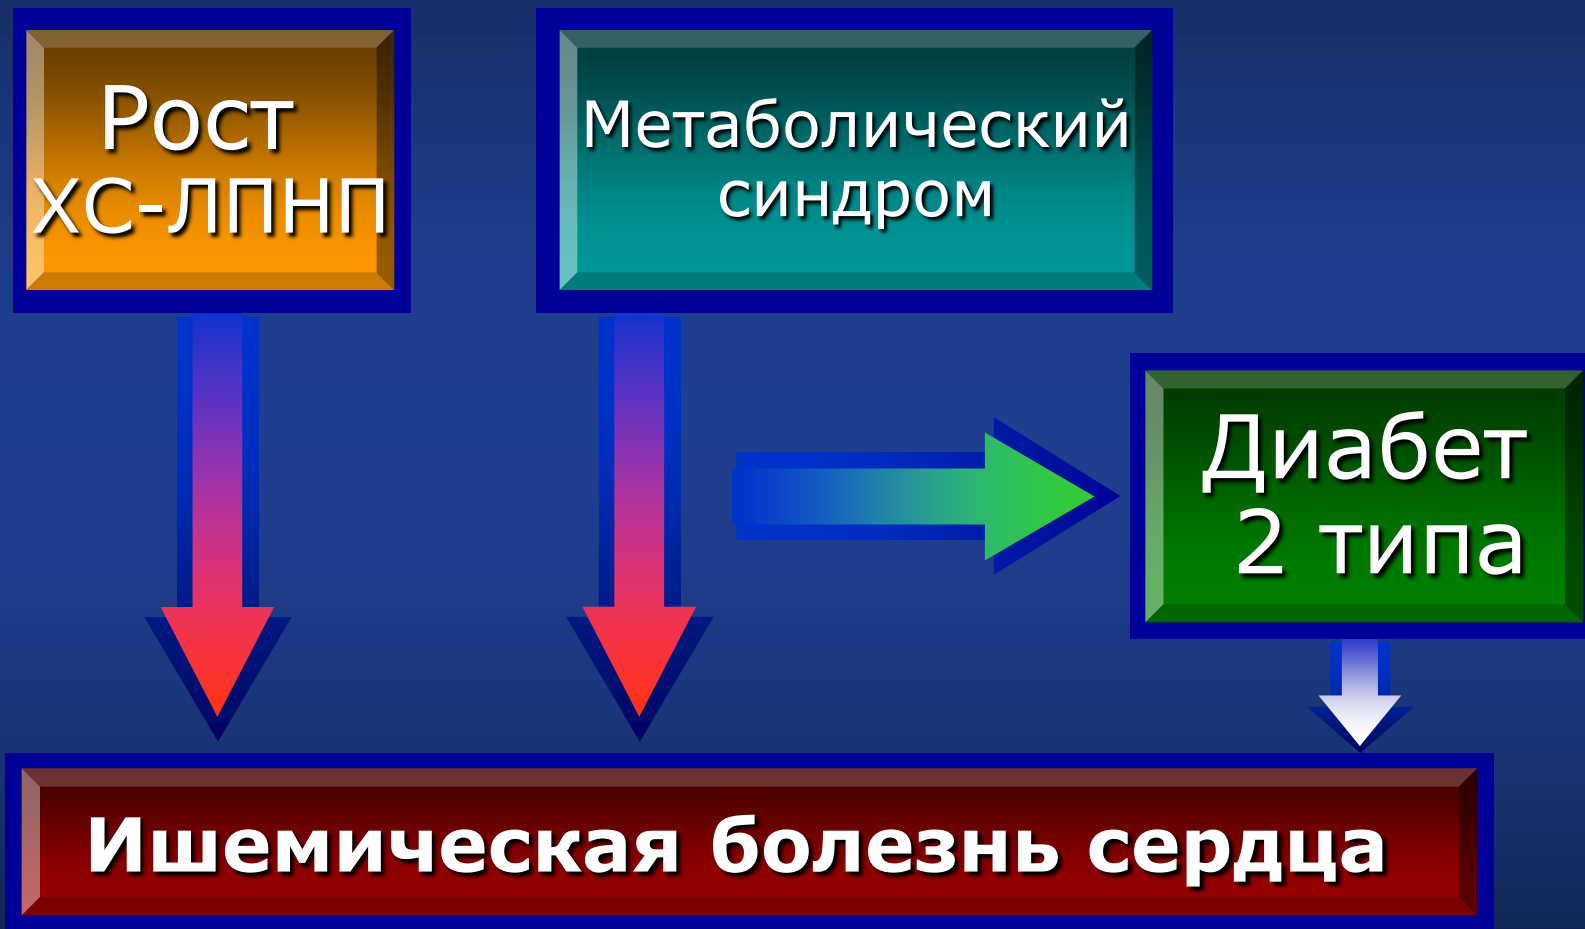 Рост
ХС-ЛПНП
Метаболический
синдром
Диабет
2 типа
Ишемическая болезнь сердца